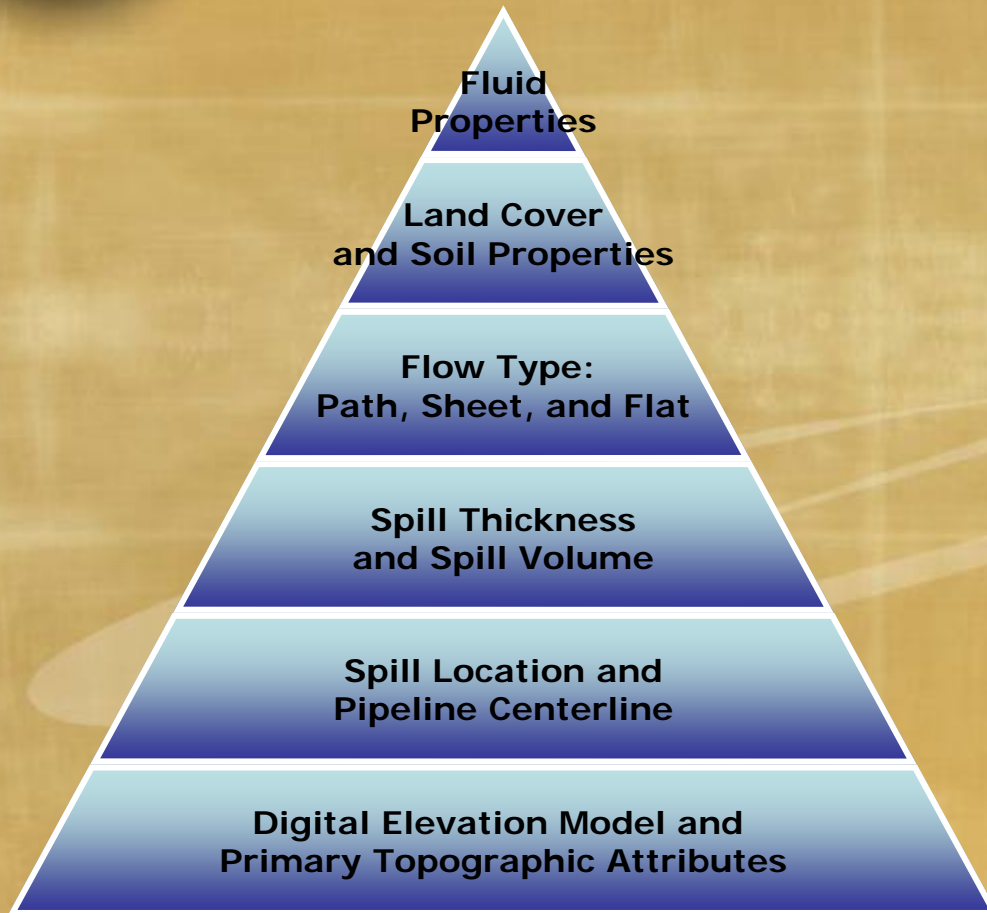 Fluid
Properties
Land Cover
and Soil Properties
Flow Type:
Path, Sheet, and Flat
Spill Thickness
and Spill Volume
Spill Location and
Pipeline Centerline
Digital Elevation Model and
Primary Topographic Attributes